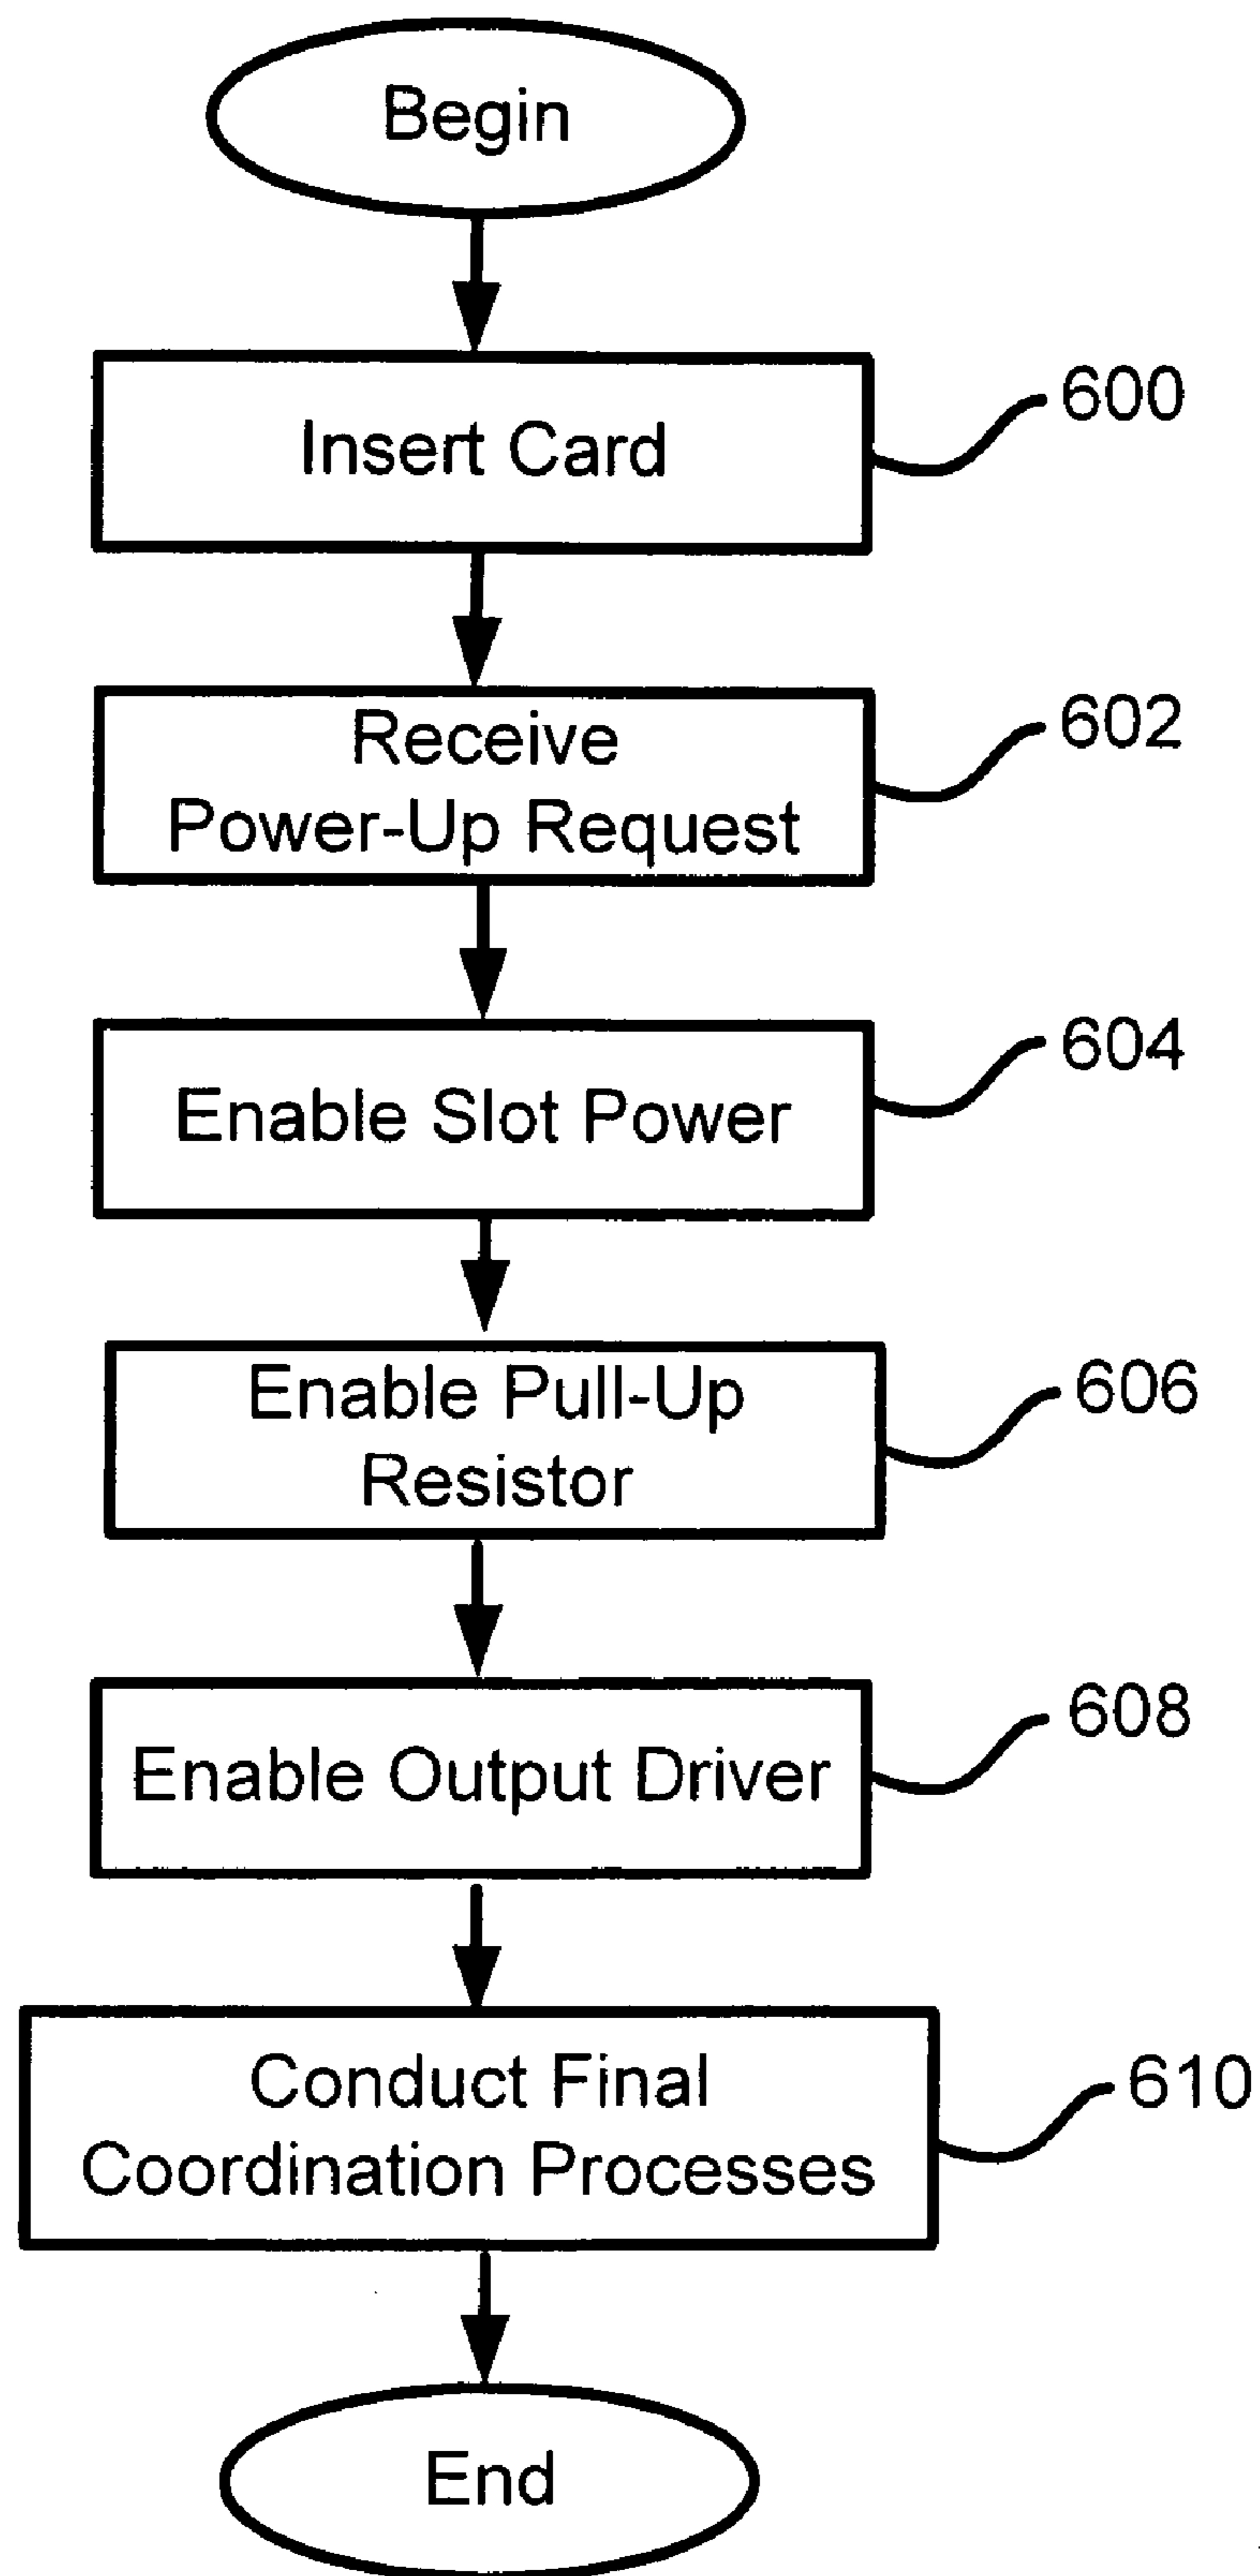 Begin
Insert Card
600
Receive
Power-Up Request
602
Enable Slot Power
604
Enable Pull-Up
Resistor
606
Enable Output Driver
608
Conduct Final
Coordination Processes
610
End